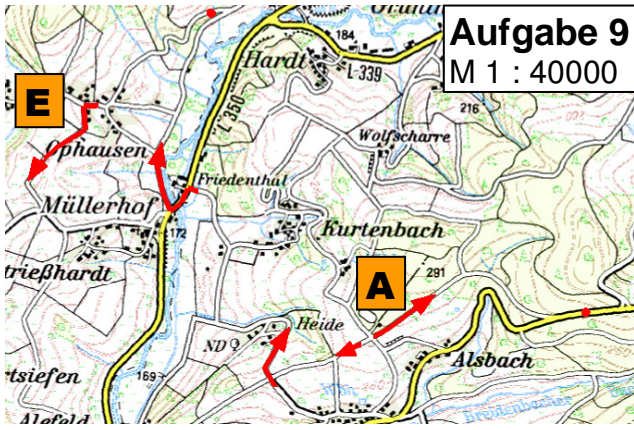 Aufgabe 9
M 1 : 40000
184
Hardt
L 339
L 350
E
216
Wolfscharre
Ophausen
Friedenthal
Müllerhof
172
Kurtenbach
trießhardt
291
A
Heide
ND
Alsbach
rtsiefen
169
Alefeld
Breidenbacher